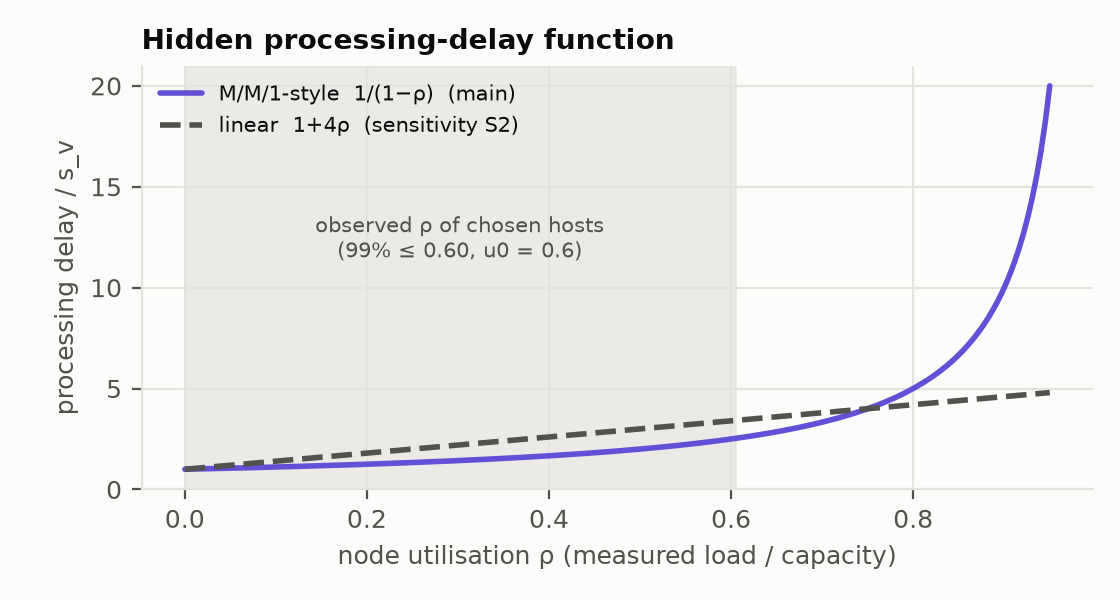 Hidden processing-delay function
M/M/1-style 1/(1−ρ) (main)
linear 1+4ρ (sensitivity S2)
observed ρ of chosen hosts
(99% ≤ 0.60, u0 = 0.6)
processing delay / s_v
20
15
10
5
0
0.0 0.2 0.4 0.6 0.8
node utilisation ρ (measured load / capacity)